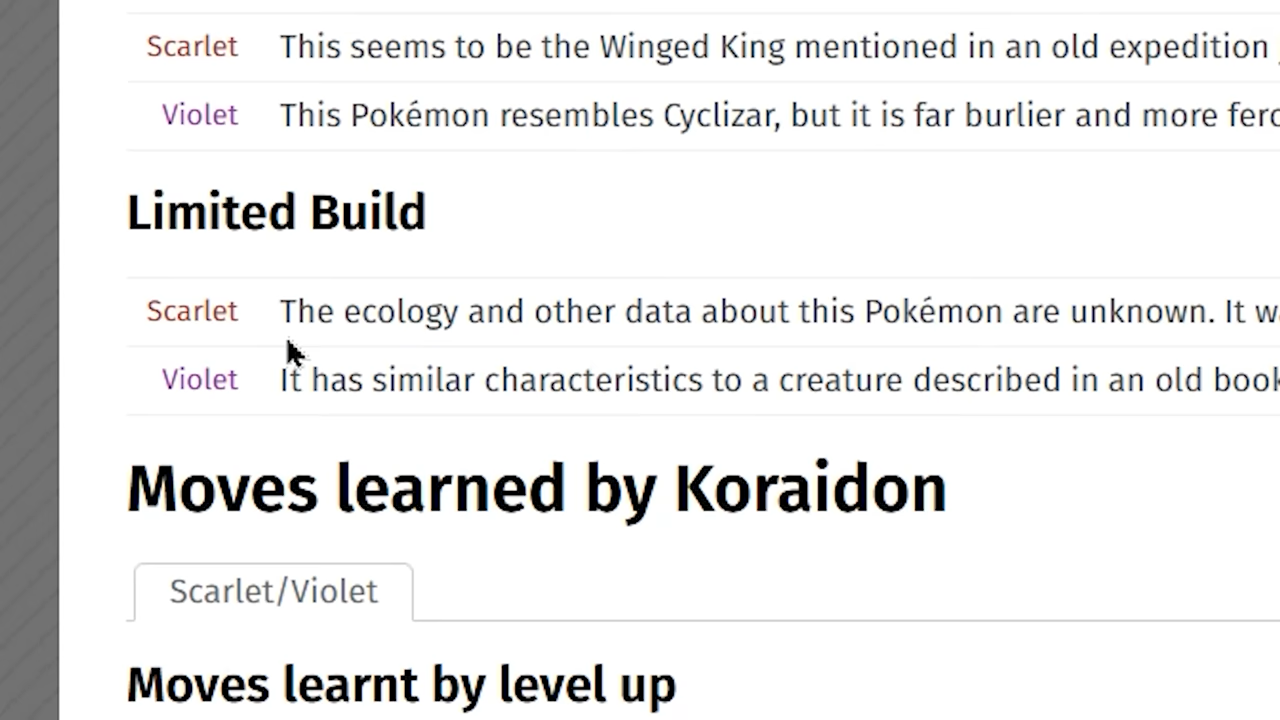 Scarlet This seems to be the Winged King mentioned in an old expedition
Violet This Pokémon resembles Cyclizar, but it is far burlier and more
Limited Build
Scarlet The ecology and other data about this Pokémon are unknown. It
Violet It has similar characteristics to a creature described in an old book
Moves learned by Koraidon
Scarlet/Violet
Moves learnt by level up